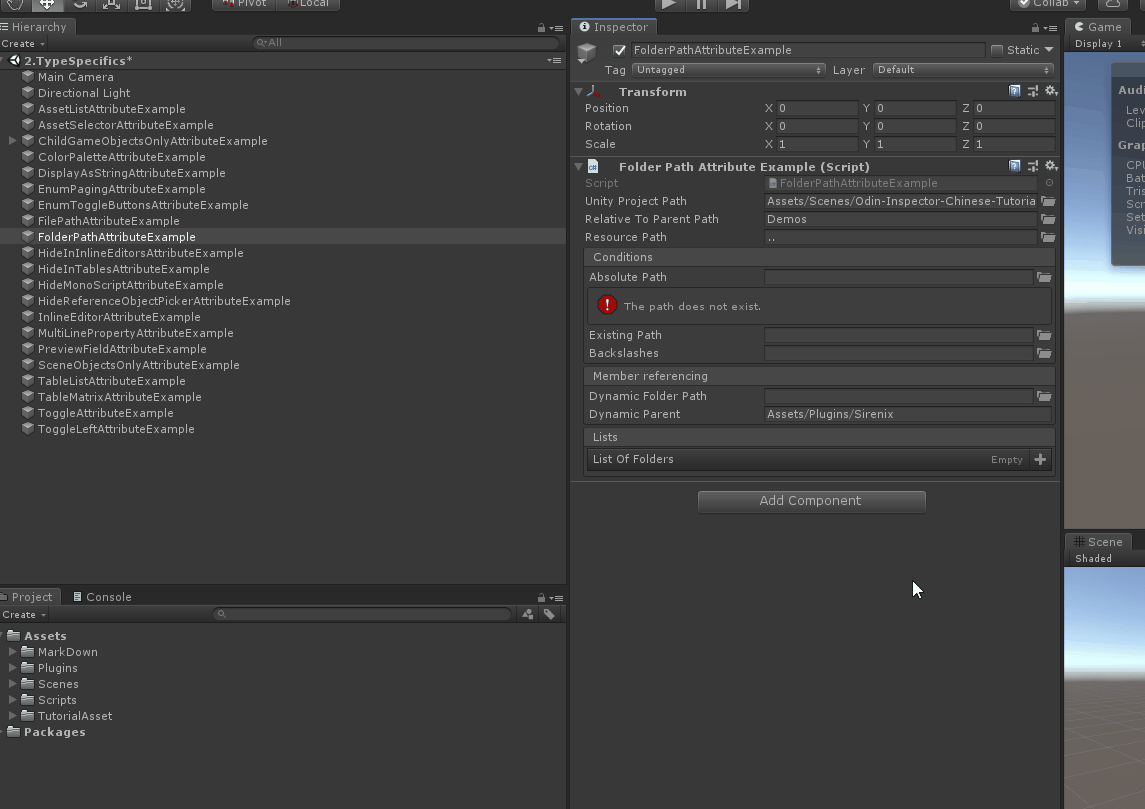 Pivot
Local
Collab
Hierarchy
Create
All
2.TypeSpecifics*
Main Camera
Directional Light
AssetListAttributeExample
AssetSelectorAttributeExample
ChildGameObjectsOnlyAttributeExample
ColorPaletteAttributeExample
DisplayAsStringAttributeExample
EnumPagingAttributeExample
EnumToggleButtonsAttributeExample
FilePathAttributeExample
FolderPathAttributeExample
HideInInlineEditorsAttributeExample
HideInTablesAttributeExample
HideMonoScriptAttributeExample
HideReferenceObjectPickerAttributeExample
InlineEditorAttributeExample
MultiLinePropertyAttributeExample
PreviewFieldAttributeExample
SceneObjectsOnlyAttributeExample
TableListAttributeExample
TableMatrixAttributeExample
ToggleAttributeExample
ToggleLeftAttributeExample
Project
Console
Create
Assets
MarkDown
Plugins
Scenes
Scripts
TutorialAsset
Packages
Inspector
FolderPathAttributeExample
Static
Tag Untagged Layer Default
Transform
Position X 0 Y 0 Z 0
Rotation X 0 Y 0 Z 0
Scale X 1 Y 1 Z 1
Folder Path Attribute Example (Script)
Script FolderPathAttributeExample
Unity Project Path Assets/Scenes/Odin-Inspector-Chinese-Tutoria
Relative To Parent Path Demos
Resource Path ..
Conditions
Absolute Path
The path does not exist.
Existing Path
Backslashes
Member referencing
Dynamic Folder Path
Dynamic Parent Assets/Plugins/Sirenix
Lists
List Of Folders Empty
Add Component
Game
Display 1
Audi
Lev
Clip
Grap
CPU
Bat
Tris
Scr
Set
Visi
Scene
Shaded